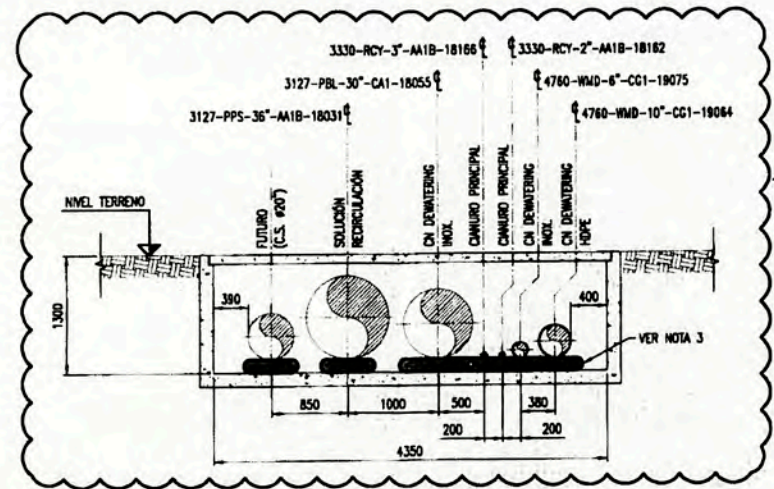 3330-RCY-3"-AA1B-18166
3330-RCY-2"-AA1B-18162
3127-PBL-30"-CA1-18055
4760-WMD-6"-CG1-19075
3127-PPS-36"-AA1B-18031
4760-WMD-10"-CG1-19064
NIVEL TERRENO
FUTURO
(C.S. ø20")
SOLUCIÓN
RECIRCULACIÓN
CN DEWATERING
INOX.
CIANURO PRINCIPAL
CIANURO PRINCIPAL
CN DEWATERING
INOX.
CN DEWATERING
HDPE
1300
390
400
VER NOTA 3
850
1000
500
380
200
200
4350